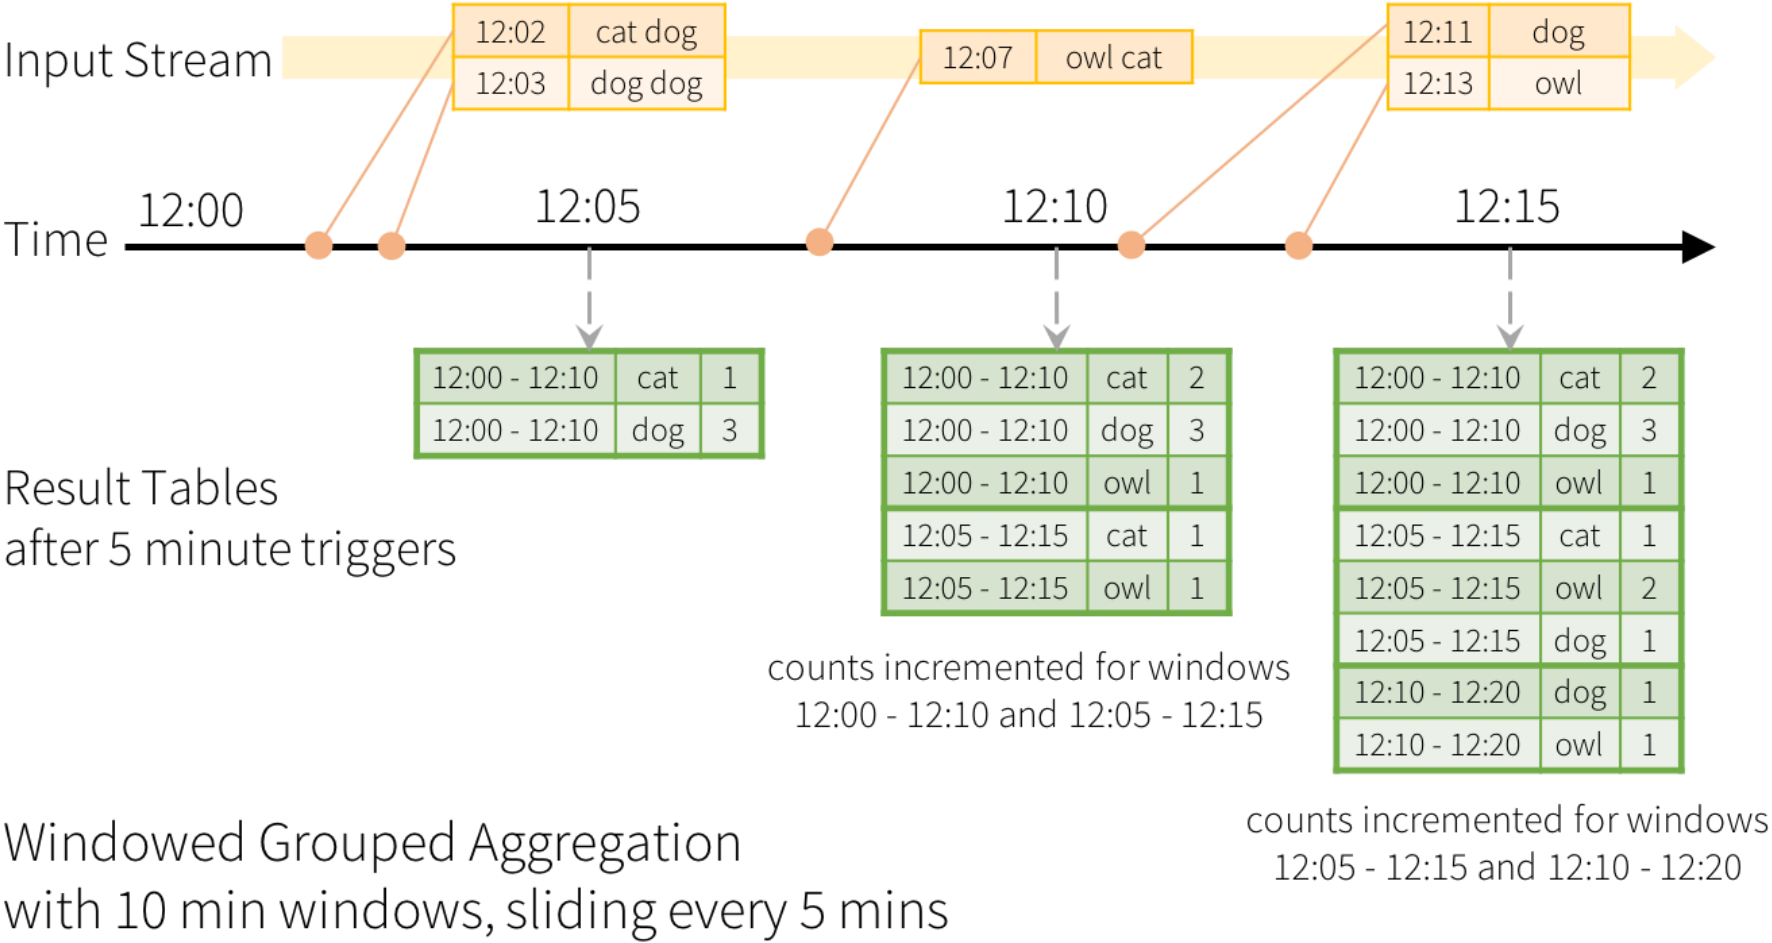 Input Stream
12:02 cat dog
12:03 dog dog
12:07 owl cat
12:11 dog
12:13 owl
Time
12:00 12:05 12:10 12:15
Result Tables
after 5 minute triggers
12:00 - 12:10 cat 1
12:00 - 12:10 dog 3
12:00 - 12:10 cat 2
12:00 - 12:10 dog 3
12:00 - 12:10 owl 1
12:05 - 12:15 cat 1
12:05 - 12:15 owl 1
counts incremented for windows
12:00 - 12:10 and 12:05 - 12:15
12:00 - 12:10 cat 2
12:00 - 12:10 dog 3
12:00 - 12:10 owl 1
12:05 - 12:15 cat 1
12:05 - 12:15 owl 2
12:05 - 12:15 dog 1
12:10 - 12:20 dog 1
12:10 - 12:20 owl 1
counts incremented for windows
12:05 - 12:15 and 12:10 - 12:20
Windowed Grouped Aggregation
with 10 min windows, sliding every 5 mins